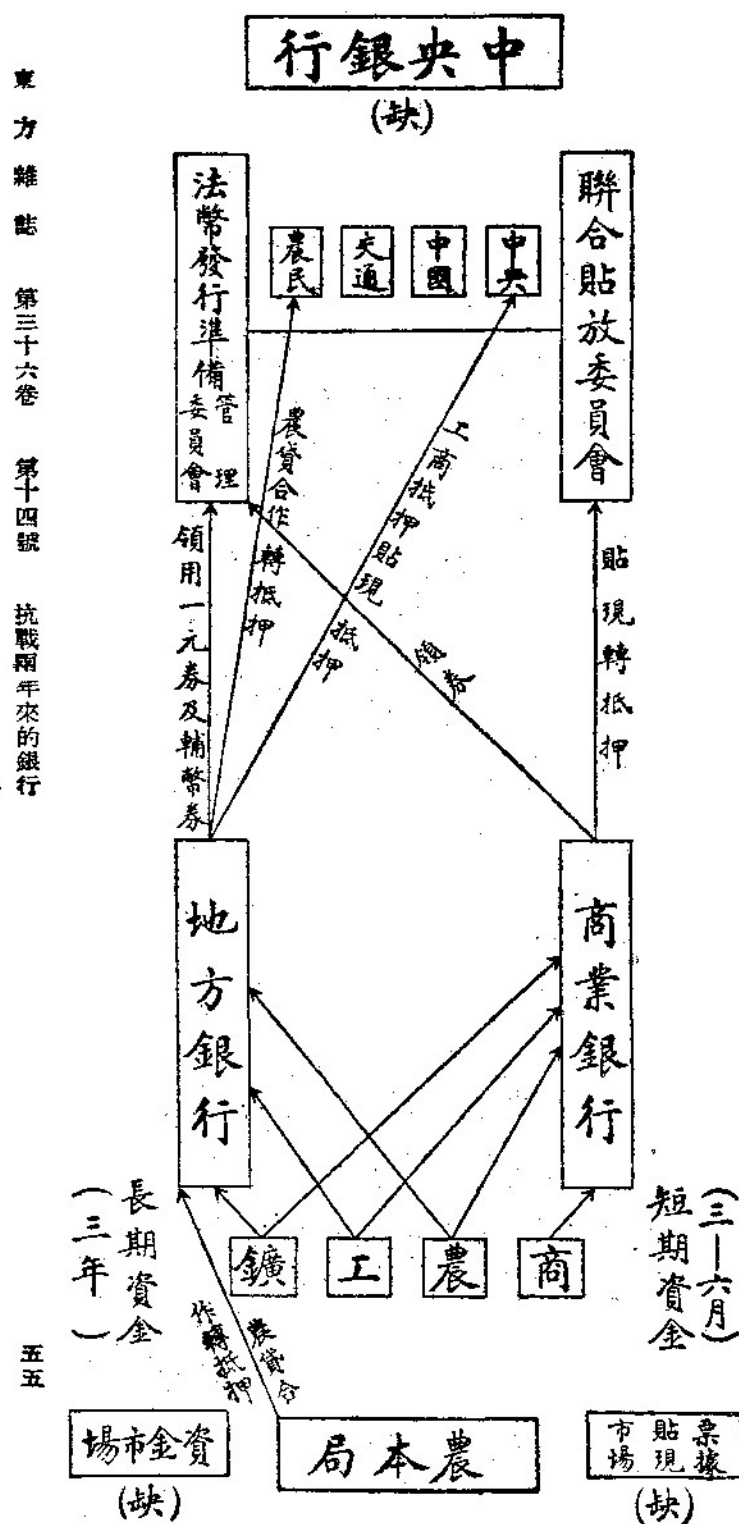 東方雜誌 第三十六卷 第十四號 抗戰兩年來的銀行
五五
中央銀行
(缺)
聯合貼放委員會
中央
中國
交通
農民
法幣發行準備管理委員會
貼現轉抵押
領券
工商抵押貼現
抵押
農貸合作
轉抵押
領用一元券及輔幣券
商業銀行
地方銀行
短期資金
(三—六月)
長期資金
(三年)
商
農
工
鑛
農貸合
作轉抵押
票據
貼現
市場
(缺)
農本局
資金市場
(缺)